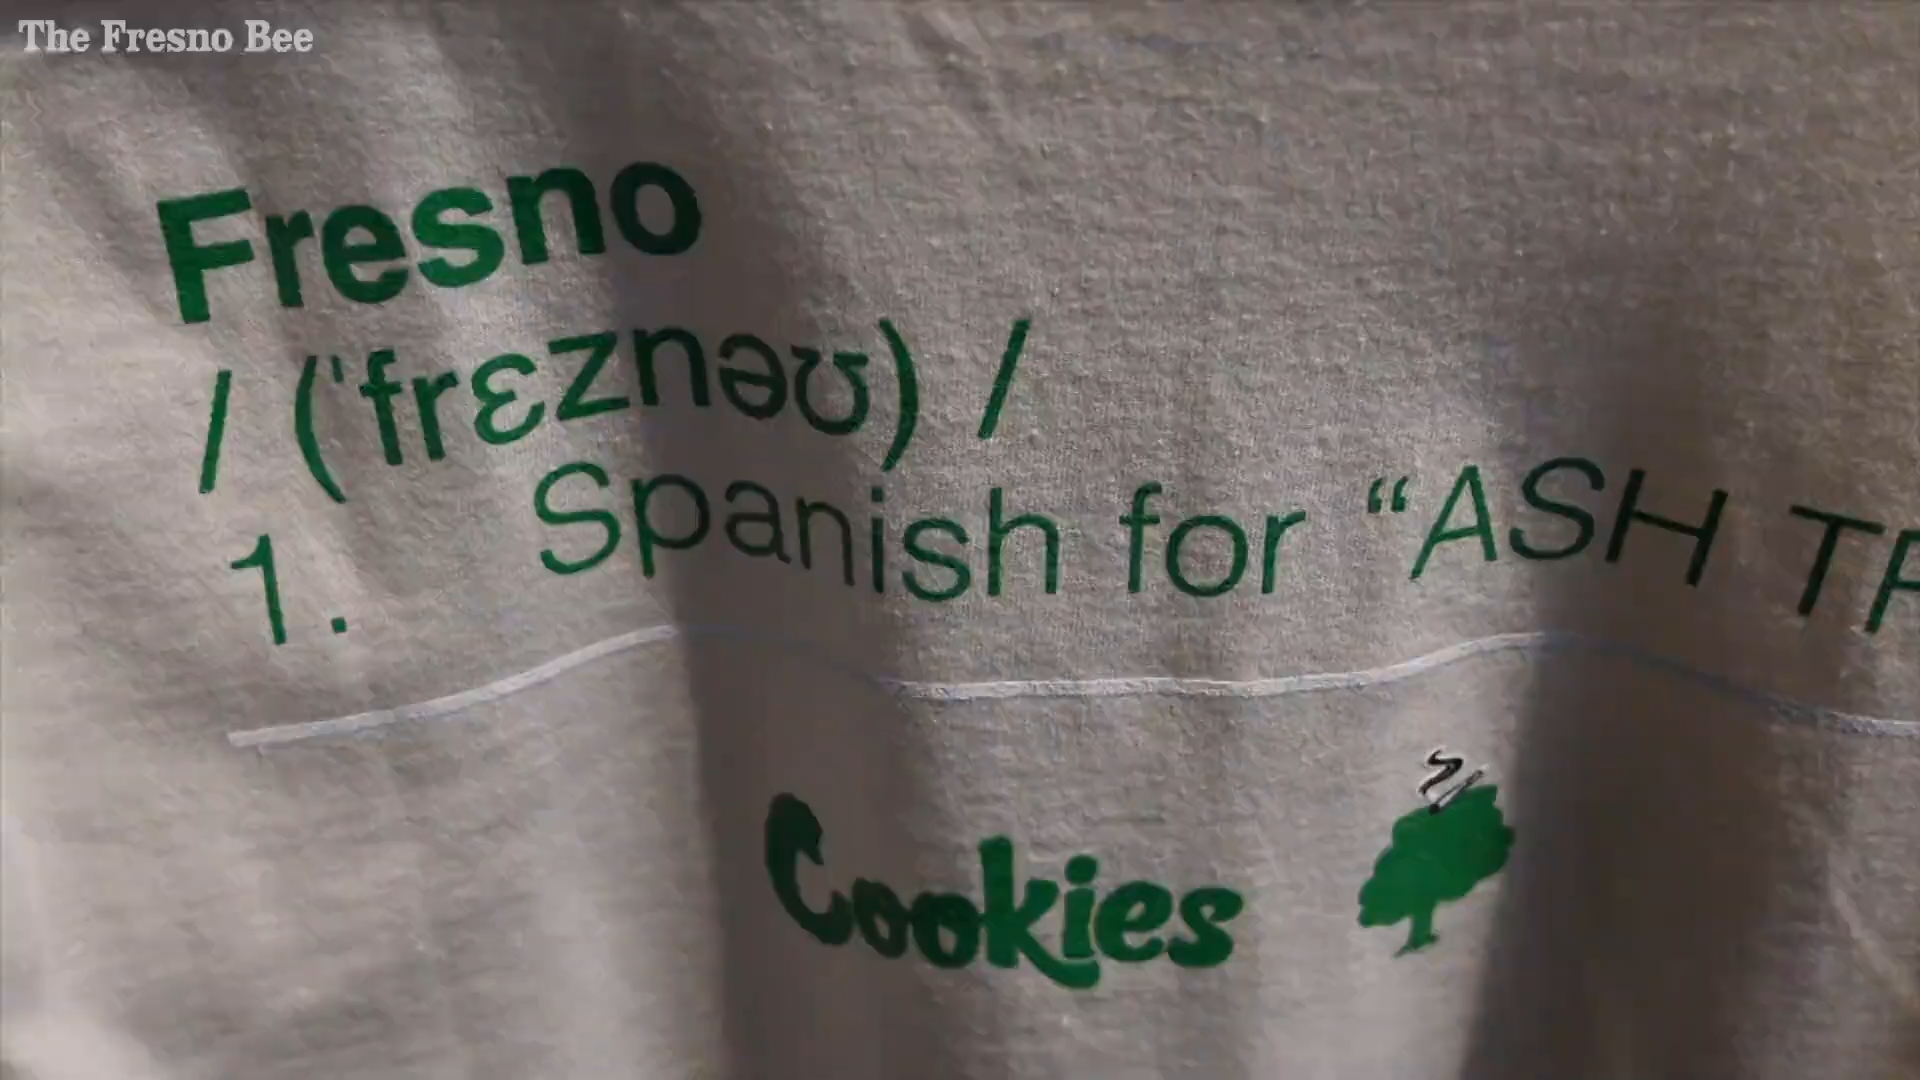 The Fresno Bee
Fresno
/ (ˈfrɛznəʊ) /
1. Spanish for “ASH
Cookies